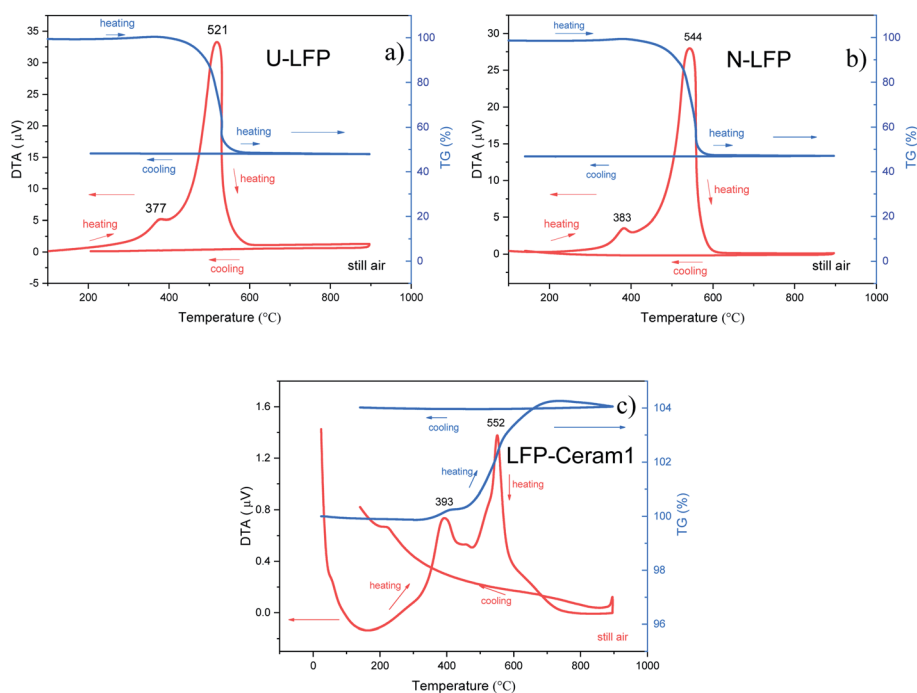 a)
U-LFP
521
heating
377
heating
heating
heating
cooling
cooling
still air
35
30
25
20
15
10
5
0
-5
DTA (μV)
100
80
60
40
20
0
TG (%)
200
400
600
800
1000
Temperature (°C)
b)
N-LFP
544
heating
383
heating
heating
heating
cooling
cooling
still air
30
25
20
15
10
5
0
DTA (μV)
100
80
60
40
20
0
TG (%)
200
400
600
800
1000
Temperature (°C)
c)
LFP-Ceram1
552
cooling
heating
heating
393
heating
cooling
still air
1.6
1.2
0.8
0.4
0.0
DTA (μV)
104
102
100
98
96
TG (%)
0
200
400
600
800
1000
Temperature (°C)